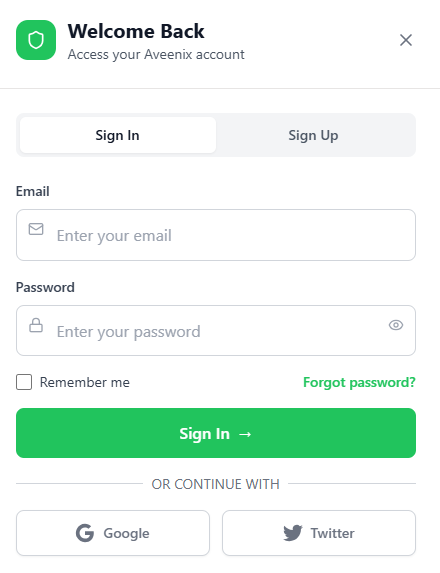 Welcome Back
Access your Aveenix account
Sign In
Sign Up
Email
Enter your email
Password
Enter your password
Remember me
Forgot password?
Sign In →
OR CONTINUE WITH
Google
Twitter